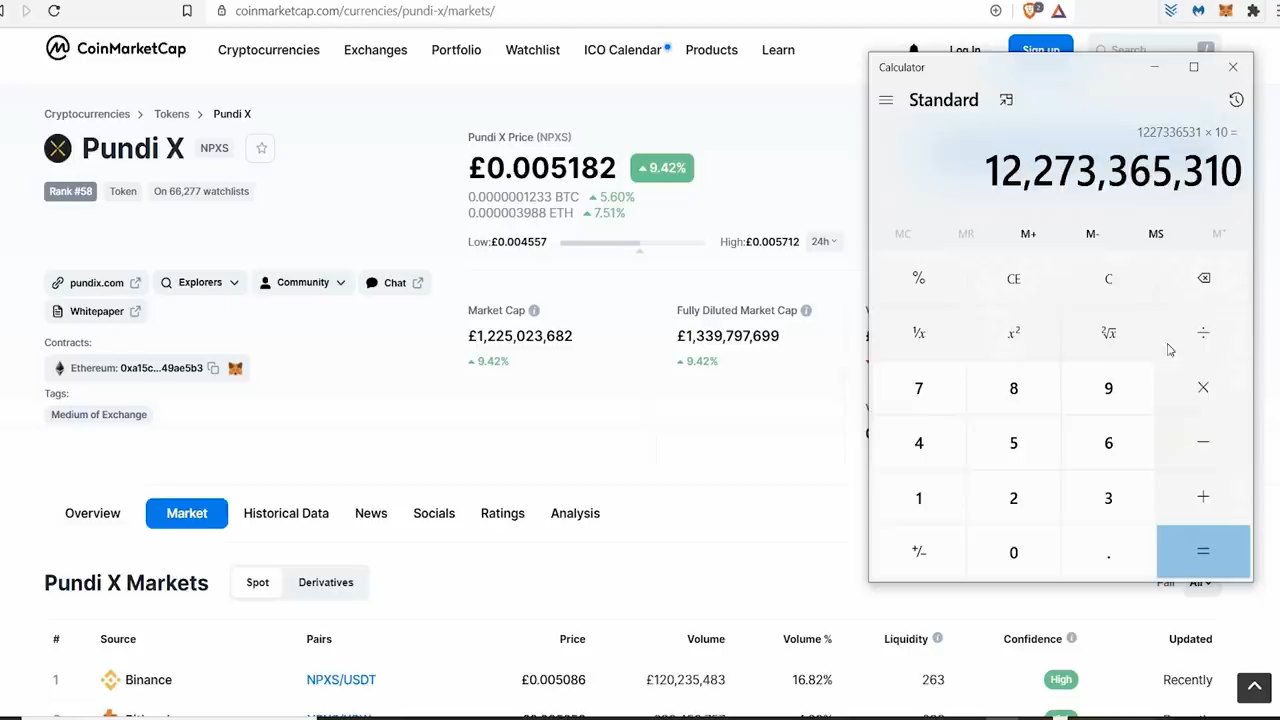 coinmarketcap.com/currencies/pundi-x/markets/
2
CoinMarketCap
Cryptocurrencies
Exchanges
Portfolio
Watchlist
ICO Calendar
Products
Learn
Log In
Sign up
Search
/
Cryptocurrencies > Tokens > Pundi X
Pundi X
NPXS
Rank #58
Token
On 66,277 watchlists
pundix.com
Explorers
Community
Chat
Whitepaper
Contracts:
Ethereum: 0xa15c...49ae5b3
Tags:
Medium of Exchange
Pundi X Price (NPXS)
£0.005182
9.42%
0.0000001233 BTC
5.60%
0.000003988 ETH
7.51%
Low:£0.004557
High:£0.005712
24h
Market Cap
£1,225,023,682
9.42%
Fully Diluted Market Cap
£1,339,797,699
9.42%
Calculator
Standard
1227336531 × 10 =
12,273,365,310
MC
MR
M+
M-
MS
M˅
%
CE
C
⅟x
x²
²√x
÷
7
8
9
×
4
5
6
−
1
2
3
+
+/−
0
.
=
Overview
Market
Historical Data
News
Socials
Ratings
Analysis
Pundi X Markets
Spot
Derivatives
Pair
All
#
Source
Pairs
Price
Volume
Volume %
Liquidity
Confidence
Updated
1
Binance
NPXS/USDT
£0.005086
£120,235,483
16.82%
263
High
Recently